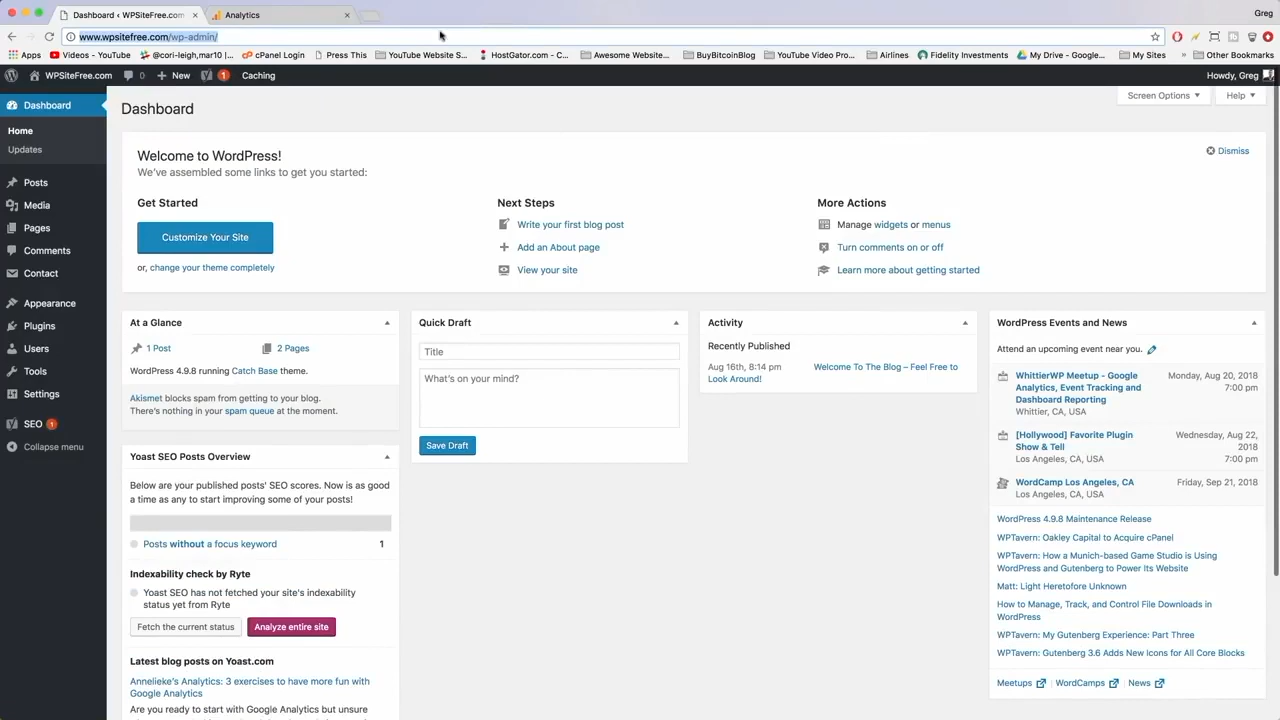 Dashboard ‹ WPSiteFree.com ...
Analytics
Greg
www.wpsitefree.com/wp-admin/
Apps
Videos - YouTube
@cori-leigh,mar10 l...
cPanel Login
Press This
YouTube Website S...
HostGator.com - C...
Awesome Website...
BuyBitcoinBlog
YouTube Video Pro...
Airlines
Fidelity Investments
My Drive - Google...
My Sites
»
Other Bookmarks
WPSiteFree.com
0
+ New
1
Caching
Howdy, Greg
Dashboard
Home
Updates
Posts
Media
Pages
Comments
Contact
Appearance
Plugins
Users
Tools
Settings
SEO 1
Collapse menu
Dashboard
Screen Options
Help
Welcome to WordPress!
We've assembled some links to get you started:
Dismiss
Get Started
Customize Your Site
or, change your theme completely
Next Steps
Write your first blog post
Add an About page
View your site
More Actions
Manage widgets or menus
Turn comments on or off
Learn more about getting started
At a Glance
1 Post
2 Pages
WordPress 4.9.8 running Catch Base theme.
Akismet blocks spam from getting to your blog.
There's nothing in your spam queue at the moment.
Yoast SEO Posts Overview
Below are your published posts' SEO scores. Now is as good
a time as any to start improving some of your posts!
Posts without a focus keyword
1
Indexability check by Ryte
Yoast SEO has not fetched your site's indexability
status yet from Ryte
Fetch the current status
Analyze entire site
Latest blog posts on Yoast.com
Annelieke's Analytics: 3 exercises to have more fun with
Google Analytics
Are you ready to start with Google Analytics but unsure
Quick Draft
Title
What's on your mind?
Save Draft
Activity
Recently Published
Aug 16th, 8:14 pm
Welcome To The Blog – Feel Free to
Look Around!
WordPress Events and News
Attend an upcoming event near you.
WhittierWP Meetup - Google
Analytics, Event Tracking and
Dashboard Reporting
Whittier, CA, USA
Monday, Aug 20, 2018
7:00 pm
[Hollywood] Favorite Plugin
Show & Tell
Los Angeles, CA, USA
Wednesday, Aug 22,
2018
7:00 pm
WordCamp Los Angeles, CA
Los Angeles, CA, USA
Friday, Sep 21, 2018
WordPress 4.9.8 Maintenance Release
WPTavern: Oakley Capital to Acquire cPanel
WPTavern: How a Munich-based Game Studio is Using
WordPress and Gutenberg to Power Its Website
Matt: Light Heretofore Unknown
How to Manage, Track, and Control File Downloads in
WordPress
WPTavern: My Gutenberg Experience: Part Three
WPTavern: Gutenberg 3.6 Adds New Icons for All Core Blocks
Meetups | WordCamps | News